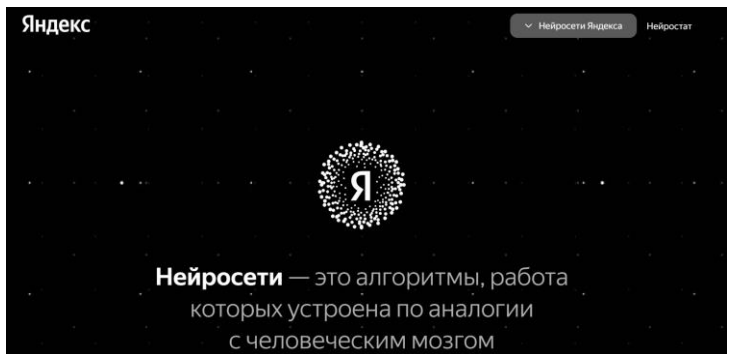 Яндекс
Нейросети Яндекса
Нейростат
Я
Нейросети — это алгоритмы, работа
которых устроена по аналогии
с человеческим мозгом